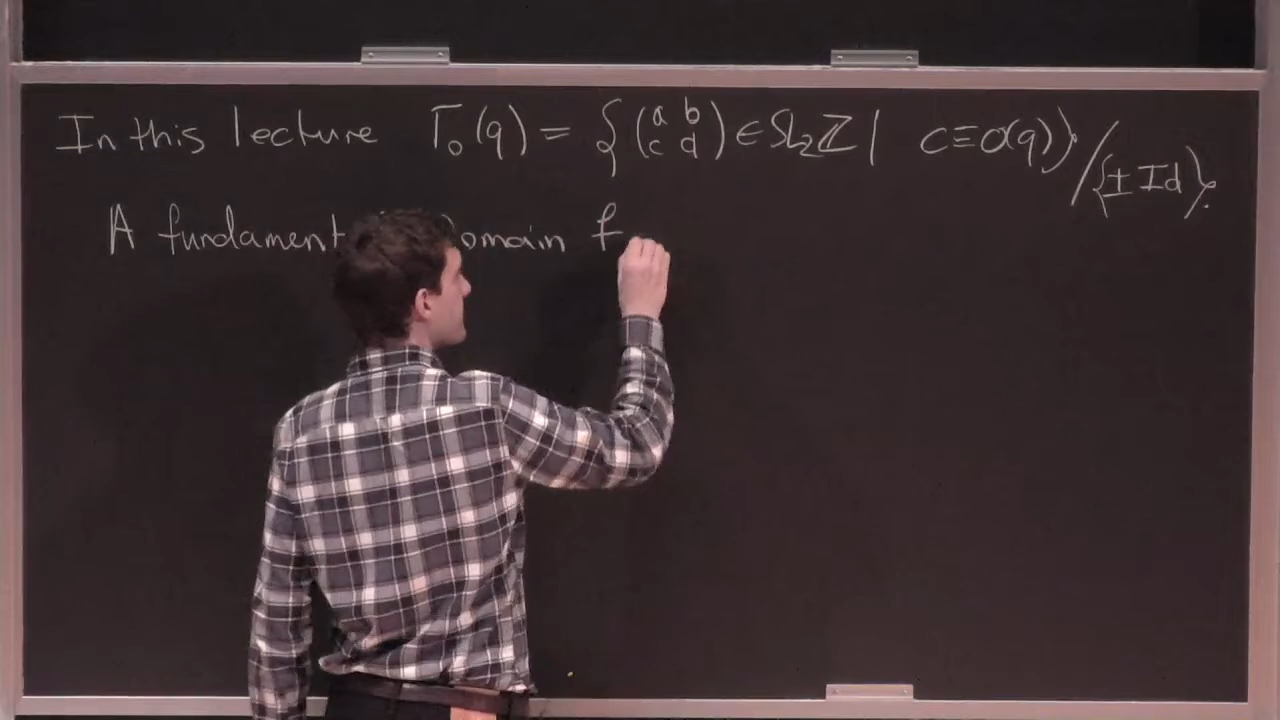 In this lecture Γ₀(q) = {(a b c d) ∈ SL₂ℤ | c≡0(q)}/{± Id}.
A fundament omain f